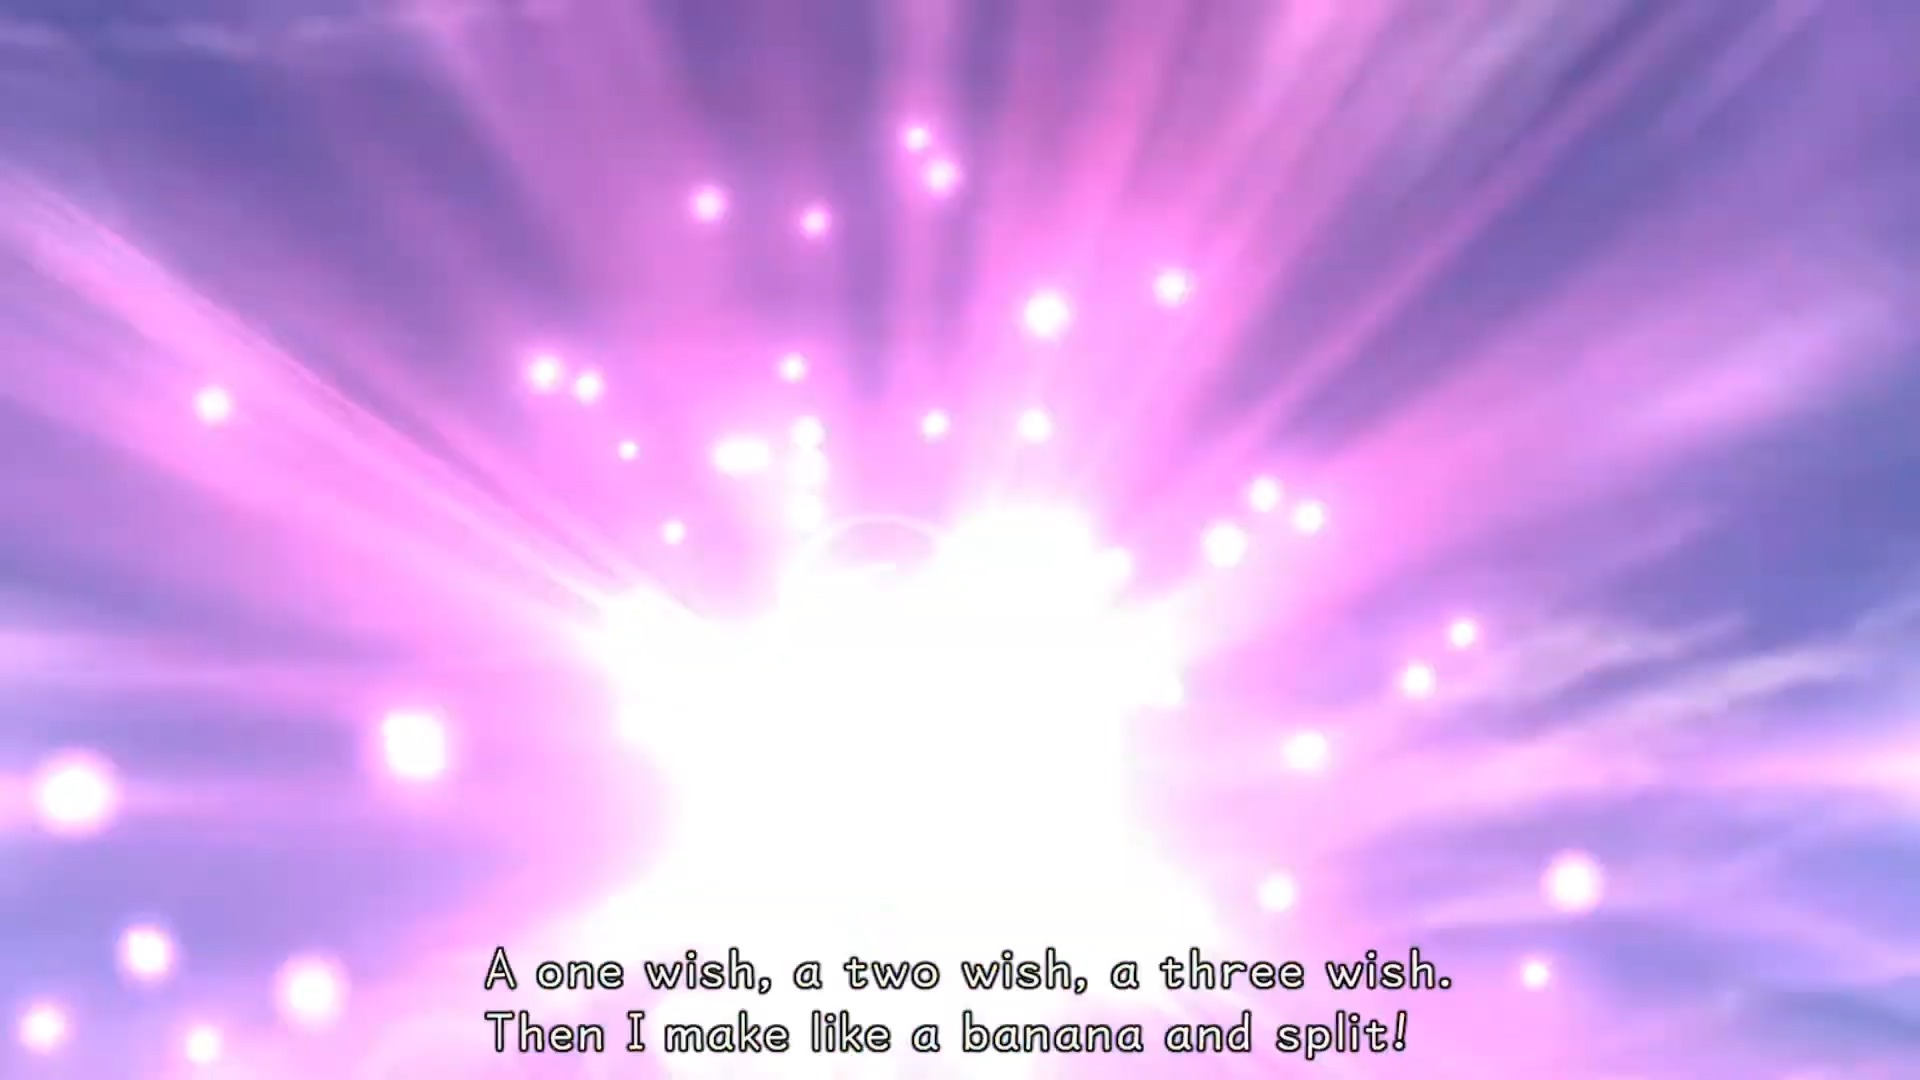 A one wish, a two wish, a three wish.
Then I make like a banana and split!